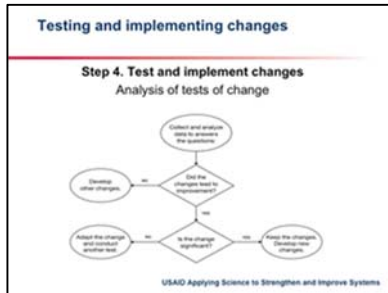 Testing and implementing changes
Step 4. Test and implement changes
Analysis of tests of change
Collect and analyze
data to answers
the questions:
Did the
changes lead to
improvement?
no
Develop
other changes.
yes
Is the change
significant?
no
Adapt the change
and conduct
another test.
yes
Keep the changes.
Develop new
changes.
USAID Applying Science to Strengthen and Improve Systems